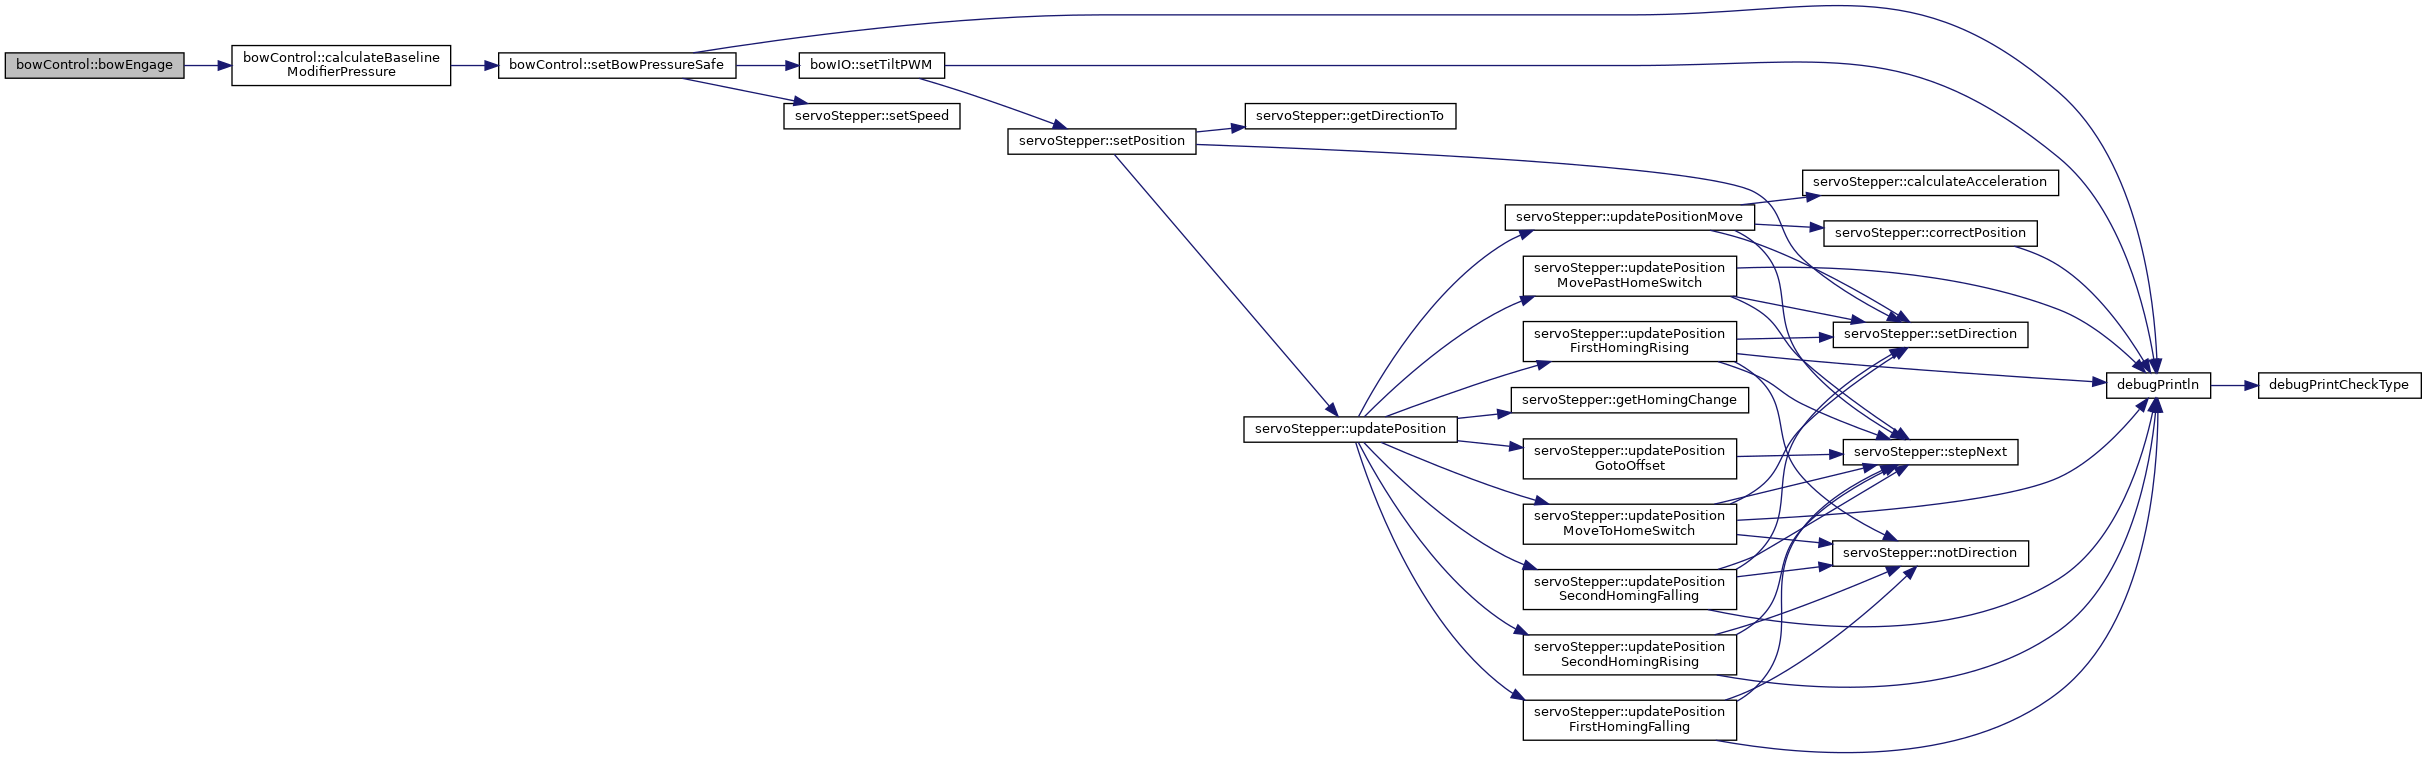 bowControl::bowEngage
bowControl::calculateBaseline
ModifierPressure
bowControl::setBowPressureSafe
bowIO::setTiltPWM
servoStepper::setSpeed
servoStepper::setPosition
servoStepper::getDirectionTo
servoStepper::updatePosition
servoStepper::updatePositionMove
servoStepper::updatePosition
MovePastHomeSwitch
servoStepper::updatePosition
FirstHomingRising
servoStepper::getHomingChange
servoStepper::updatePosition
GotoOffset
servoStepper::updatePosition
MoveToHomeSwitch
servoStepper::updatePosition
SecondHomingFalling
servoStepper::updatePosition
SecondHomingRising
servoStepper::updatePosition
FirstHomingFalling
servoStepper::calculateAcceleration
servoStepper::correctPosition
servoStepper::setDirection
servoStepper::stepNext
servoStepper::notDirection
debugPrintln
debugPrintCheckType